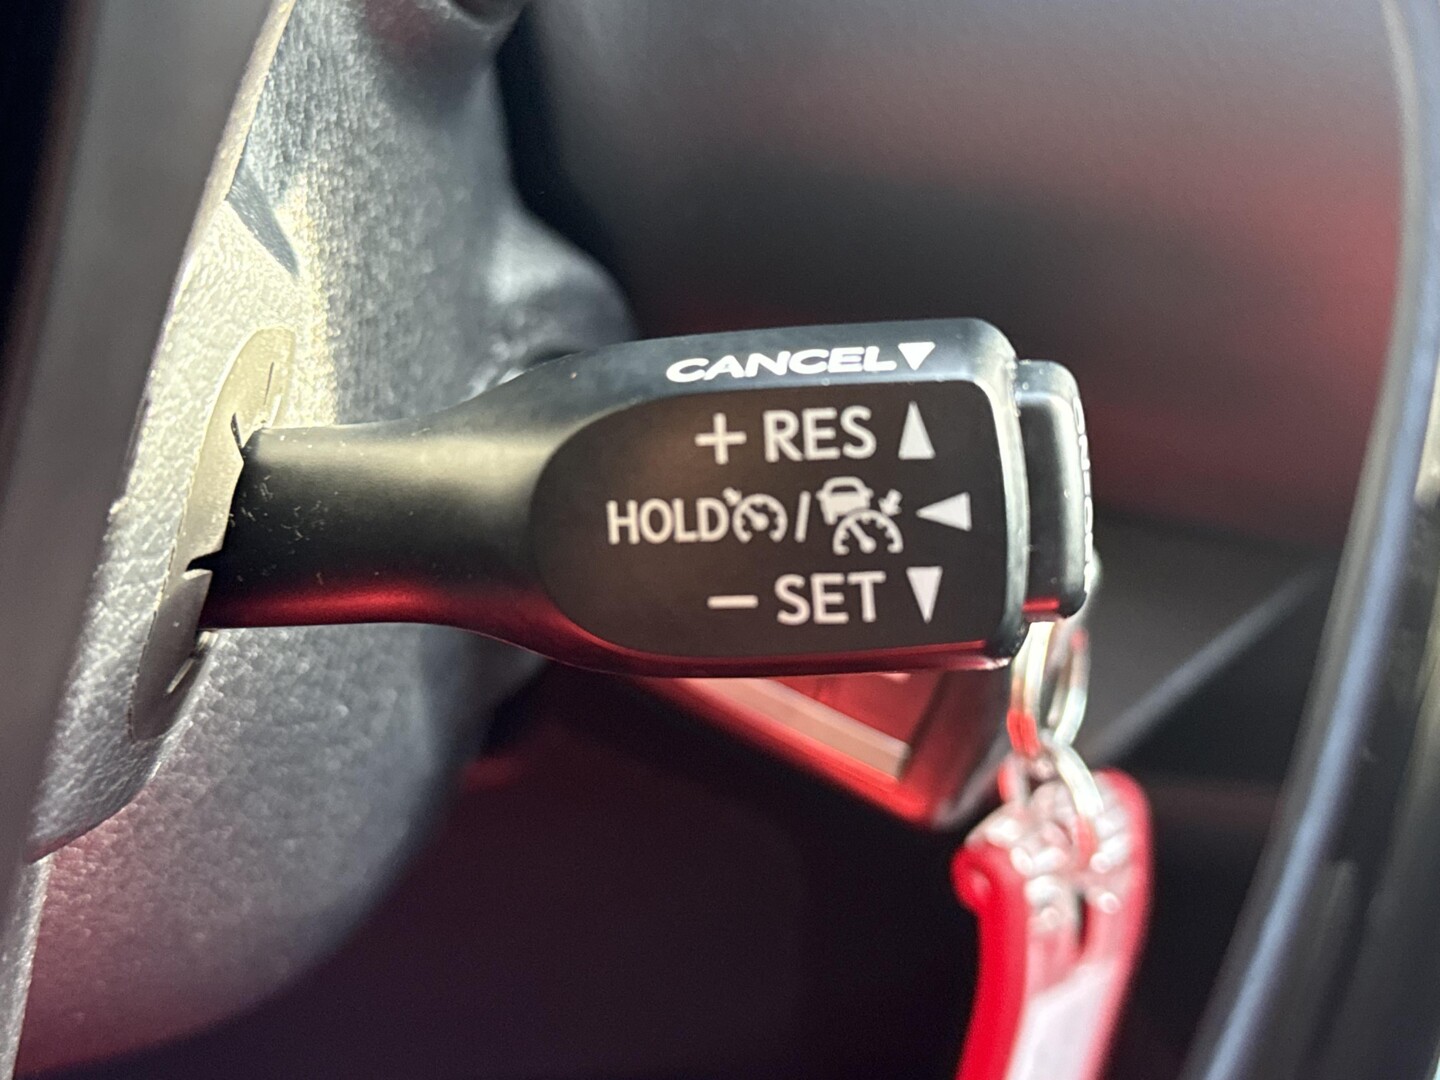 CANCEL▼
+ RES ▲
HOLD / ◀
− SET ▼